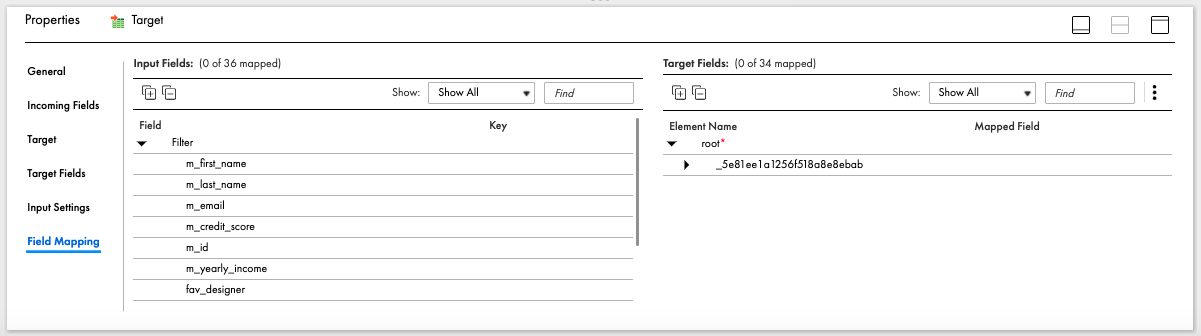 Properties Target
General
Incoming Fields
Target
Target Fields
Input Settings
Field Mapping
Input Fields: (0 of 36 mapped)
Show: Show All Find
Field Key
Filter
m_first_name
m_last_name
m_email
m_credit_score
m_id
m_yearly_income
fav_designer
Target Fields: (0 of 34 mapped)
Show: Show All Find
Element Name Mapped Field
root*
_5e81ee1a1256f518a8e8ebab